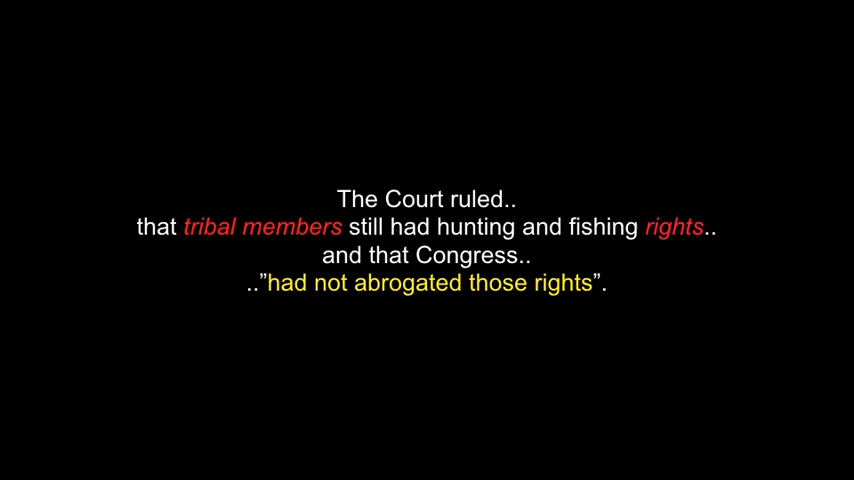 The Court ruled..
that tribal members still had hunting and fishing rights..
and that Congress..
..”had not abrogated those rights”.